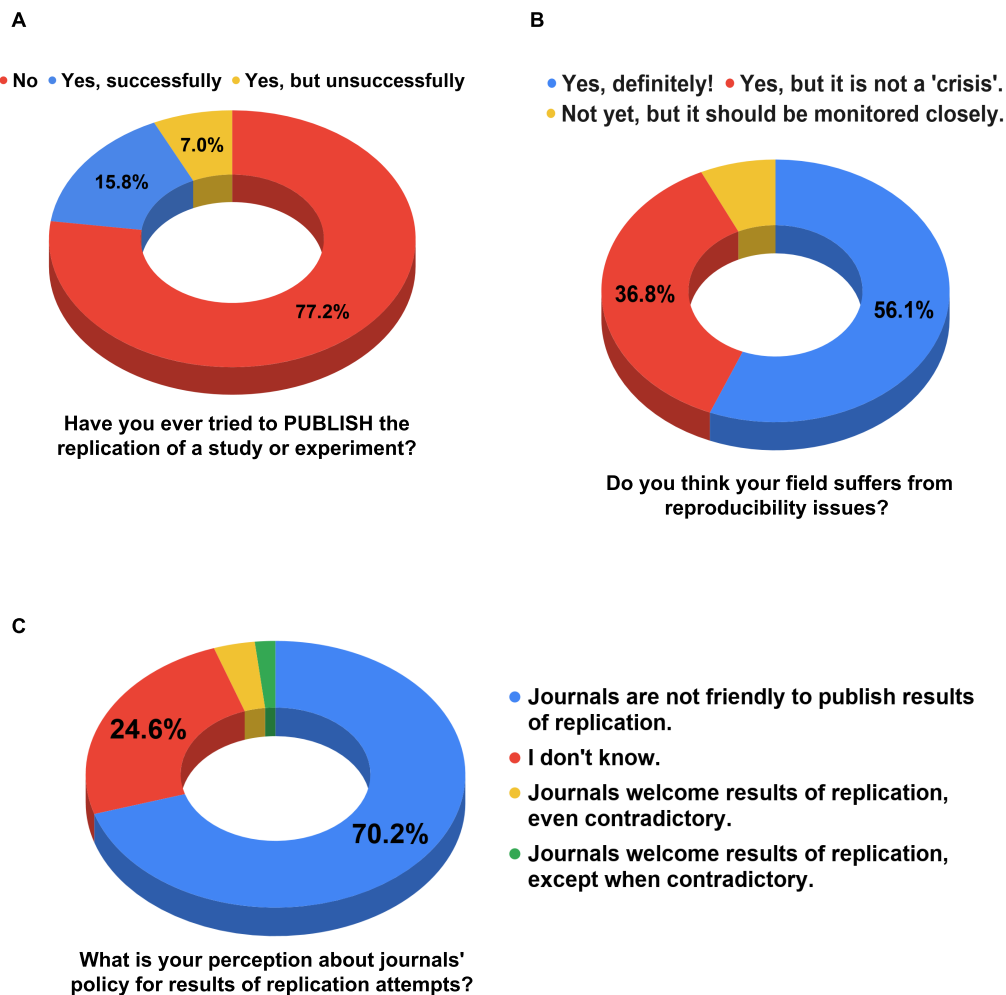 A
No Yes, successfully Yes, but unsuccessfully
7.0%
15.8%
77.2%
Have you ever tried to PUBLISH the
replication of a study or experiment?
B
Yes, definitely! Yes, but it is not a 'crisis'.
Not yet, but it should be monitored closely.
36.8%
56.1%
Do you think your field suffers from
reproducibility issues?
C
24.6%
70.2%
Journals are not friendly to publish results
of replication.
I don't know.
Journals welcome results of replication,
even contradictory.
Journals welcome results of replication,
except when contradictory.
What is your perception about journals'
policy for results of replication attempts?